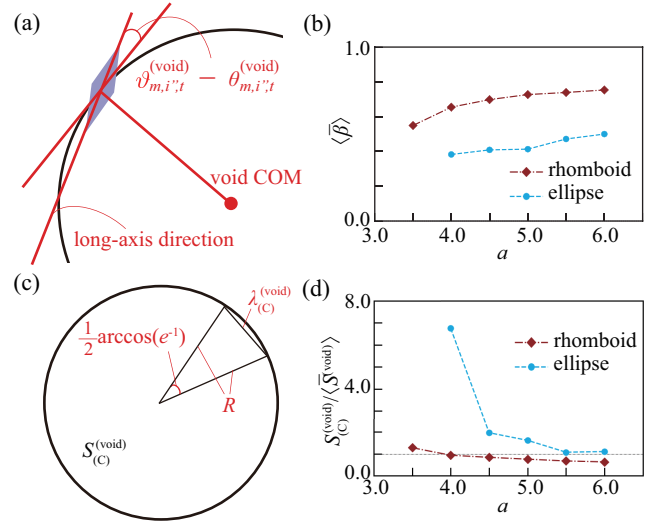 (a)
ϑ_{m,i'',t}^{(void)} − θ_{m,i'',t}^{(void)}
void COM
long-axis direction
(b)
⟨β̄⟩
1.0
0.0
3.0 4.0 5.0 6.0
a
rhomboid
ellipse
(c)
λ_{(C)}^{(void)}
1/2 arccos(e^{-1})
R
S_{(C)}^{(void)}
(d)
S_{(C)}^{(void)}/⟨S̄^{(void)}⟩
8.0
4.0
0.0
3.0 4.0 5.0 6.0
a
rhomboid
ellipse